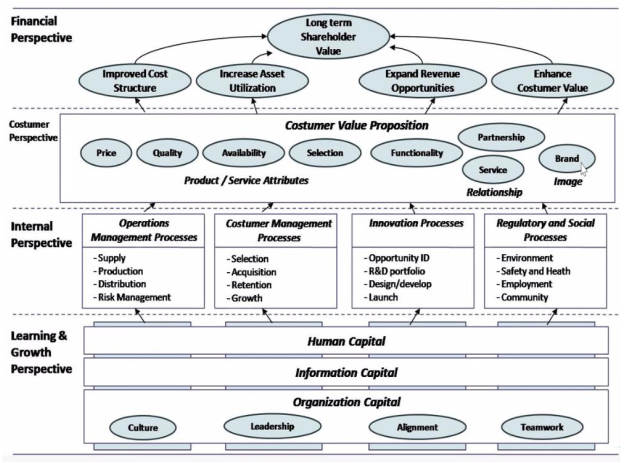 Financial
Perspective
Long term
Shareholder
Value
Improved Cost
Structure
Increase Asset
Utilization
Expand Revenue
Opportunities
Enhance
Costumer Value
Costumer
Perspective
Costumer Value Proposition
Price
Quality
Availability
Selection
Functionality
Partnership
Service
Brand
Product / Service Attributes
Relationship
Image
Internal
Perspective
Operations
Management Processes
- Supply
- Production
- Distribution
- Risk Management
Costumer Management
Processes
- Selection
- Acquisition
- Retention
- Growth
Innovation Processes
- Opportunity ID
- R&D portfolio
- Design/develop
- Launch
Regulatory and Social
Processes
- Environment
- Safety and Heath
- Employment
- Community
Learning &
Growth
Perspective
Human Capital
Information Capital
Organization Capital
Culture
Leadership
Alignment
Teamwork